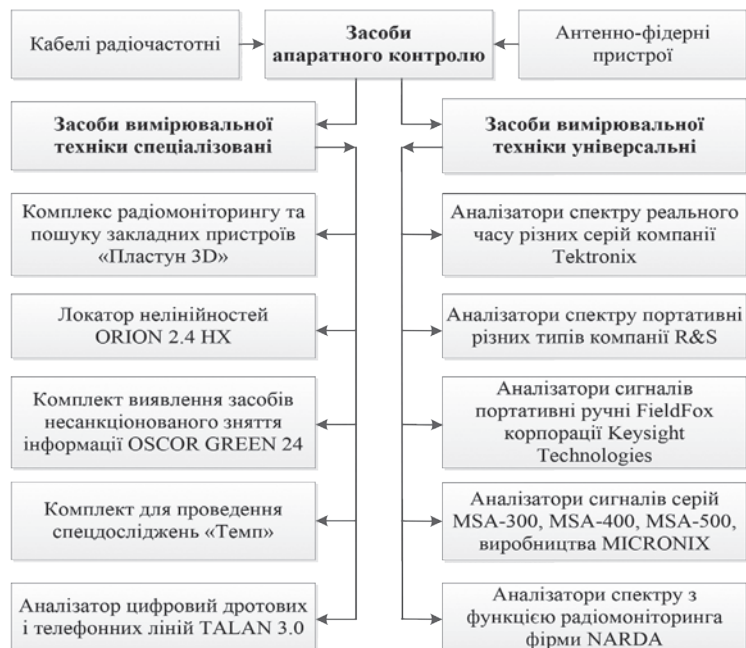 Кабелі радіочастотні
Засоби
апаратного контролю
Антенно-фідерні
пристрої
Засоби вимірювальної
техніки спеціалізовані
Засоби вимірювальної
техніки універсальні
Комплекс радіомоніторингу та
пошуку закладних пристроїв
«Пластун 3D»
Аналізатори спектру реального
часу різних серій компанії
Tektronix
Локатор нелінійностей
ORION 2.4 HX
Аналізатори спектру портативні
різних типів компанії R&S
Комплект виявлення засобів
несанкціонованого зняття
інформації OSCOR GREEN 24
Аналізатори сигналів
портативні ручні FieldFox
корпорації Keysight
Technologies
Комплект для проведення
спецдосліджень «Темп»
Аналізатори сигналів серій
MSA-300, MSA-400, MSA-500,
виробництва MICRONIX
Аналізатор цифровий дротових
і телефонних ліній TALAN 3.0
Аналізатори спектру з
функцією радіомоніторинга
фірми NARDA